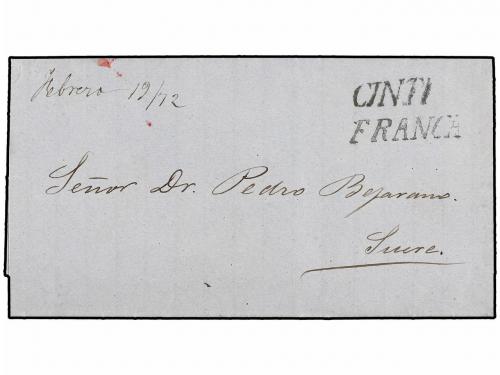 Febrero 19/72
CINTI
FRANCA
Señor Dr. Pedro Bejarano.
Sucre.